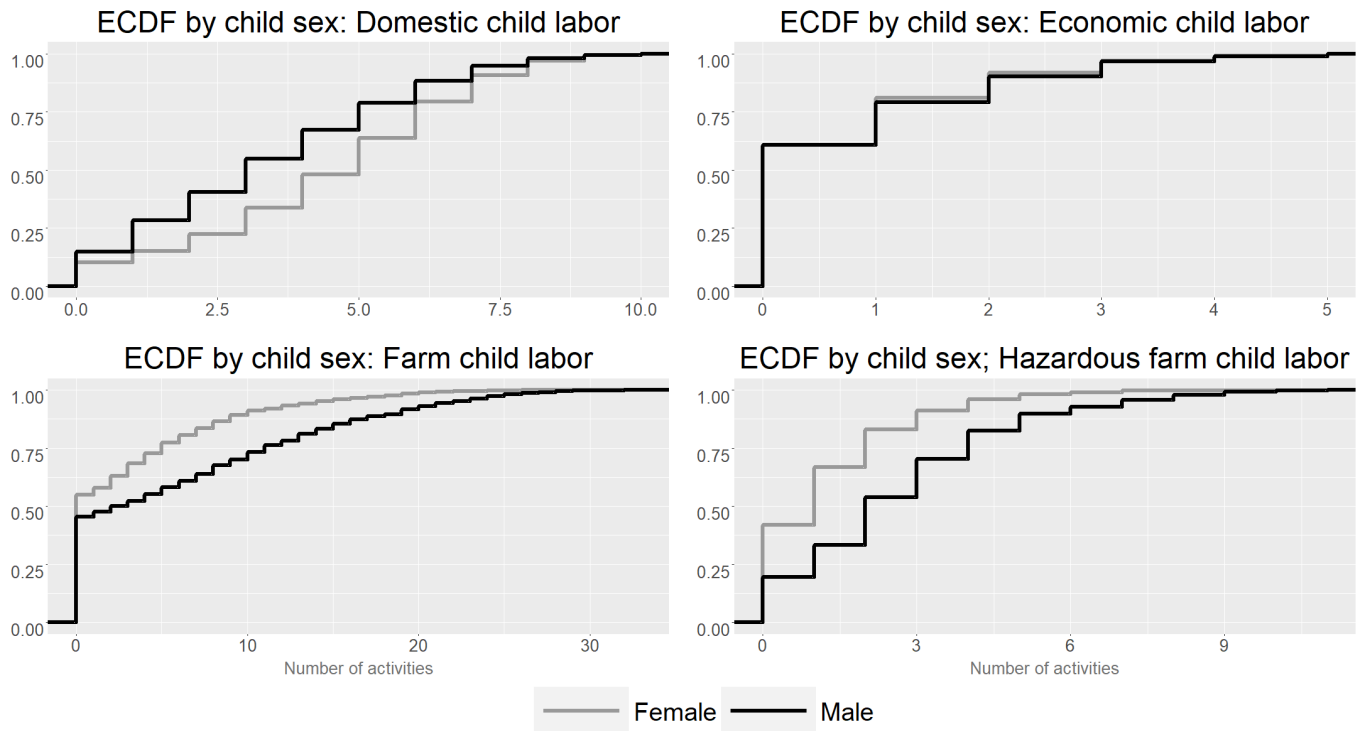 ECDF by child sex: Domestic child labor
1.00
0.75
0.50
0.25
0.00
0.0 2.5 5.0 7.5 10.0
ECDF by child sex: Economic child labor
1.00
0.75
0.50
0.25
0.00
0 1 2 3 4 5
ECDF by child sex: Farm child labor
1.00
0.75
0.50
0.25
0.00
0 10 20 30
Number of activities
ECDF by child sex; Hazardous farm child labor
1.00
0.75
0.50
0.25
0.00
0 3 6 9
Number of activities
Female Male